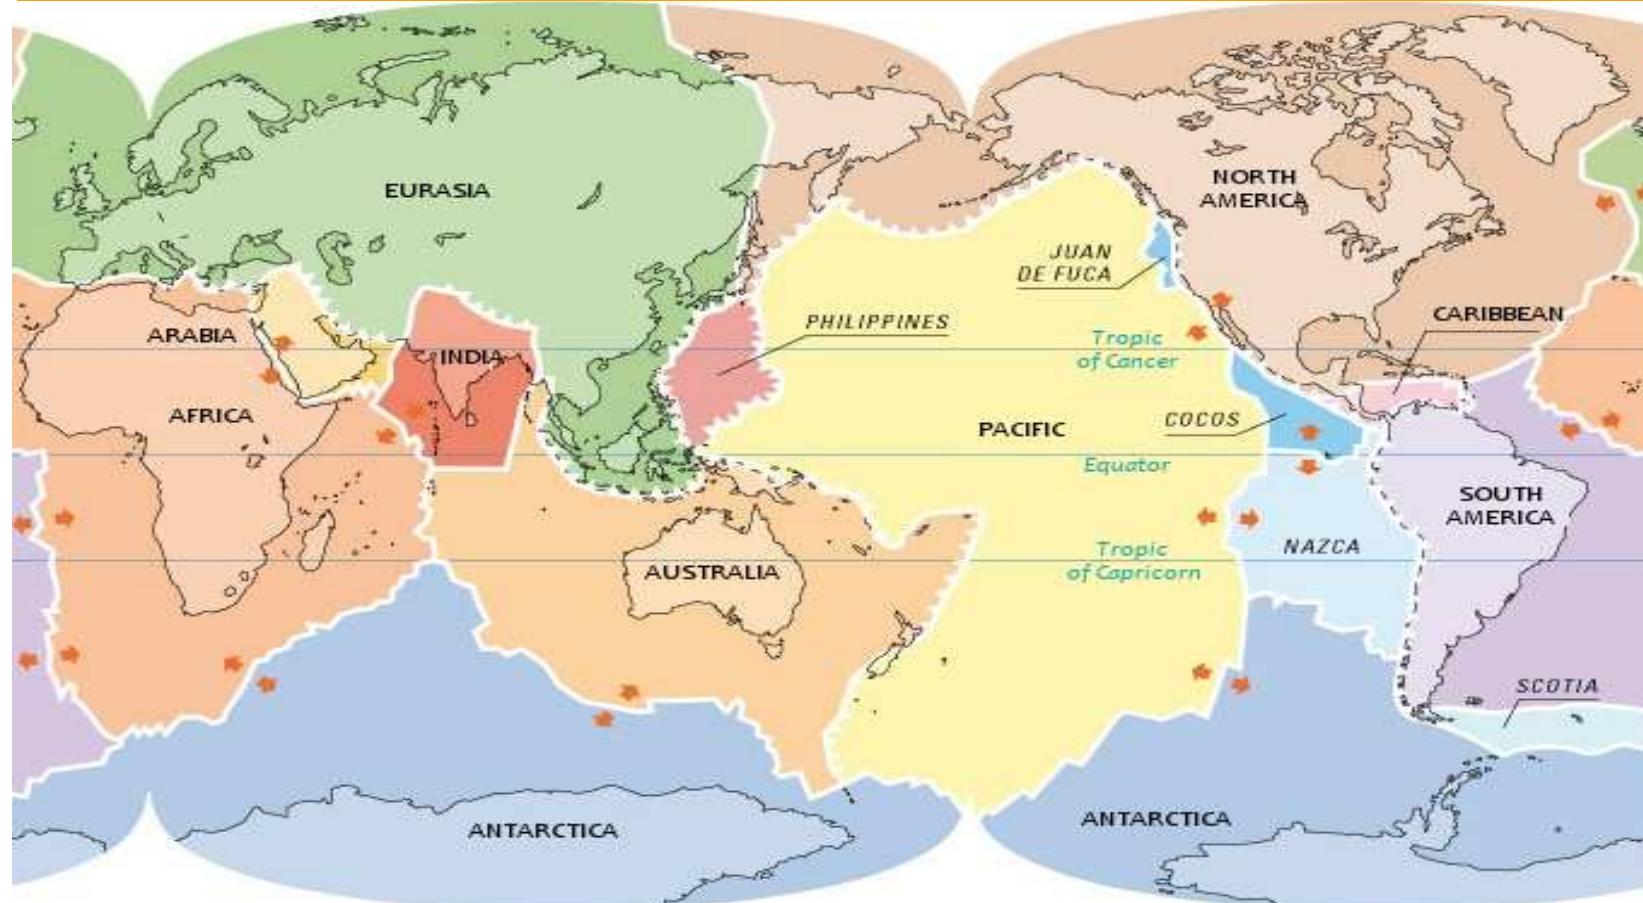 EURASIA
NORTH
AMERICA
JUAN
DE FUCA
CARIBBEAN
PHILIPPINES
ARABIA
Tropic
of Cancer
INDIA
AFRICA
COCOS
PACIFIC
Equator
SOUTH
AMERICA
NAZCA
Tropic
of Capricorn
AUSTRALIA
SCOTIA
ANTARCTICA
ANTARCTICA